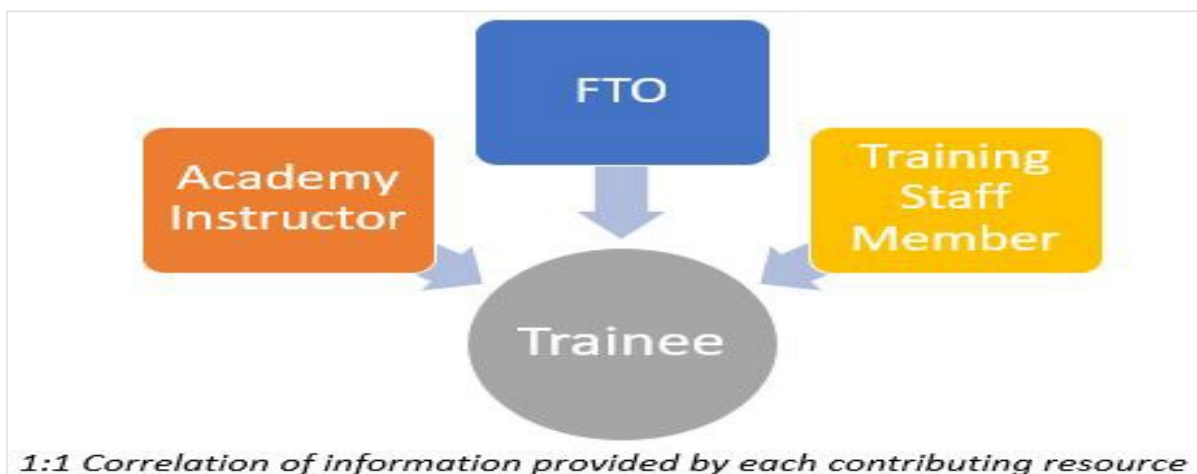 FTO
Academy
Instructor
Training
Staff
Member
Trainee
1:1 Correlation of information provided by each contributing resource